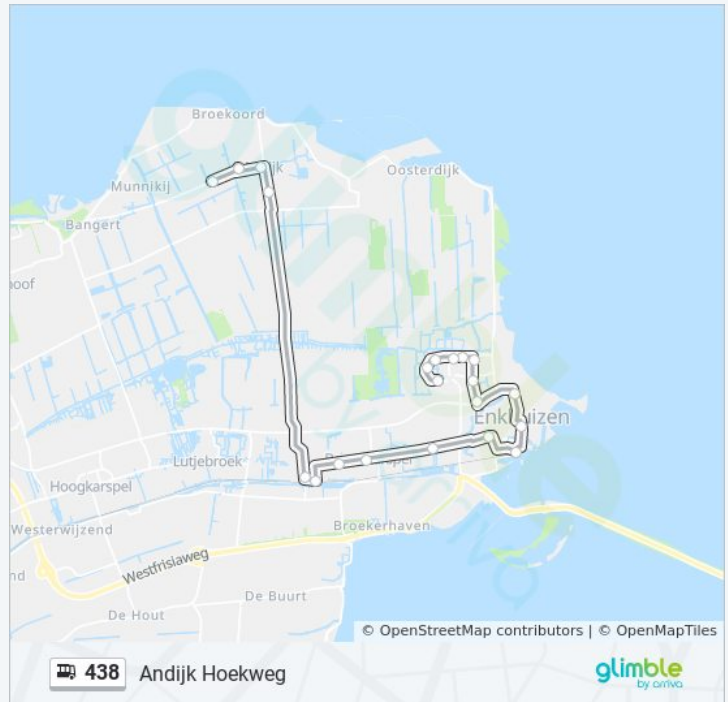 Broekoord
Oosterdijk
Munnikij
Bangert
Enkhuizen
Lutjebroek
Hoogkarspel
Westerwijzend
Broekerhaven
Westfrisiaweg
De Buurt
De Hout
© OpenStreetMap contributors | © OpenMapTiles
438 Andijk Hoekweg
glimble
by arriva